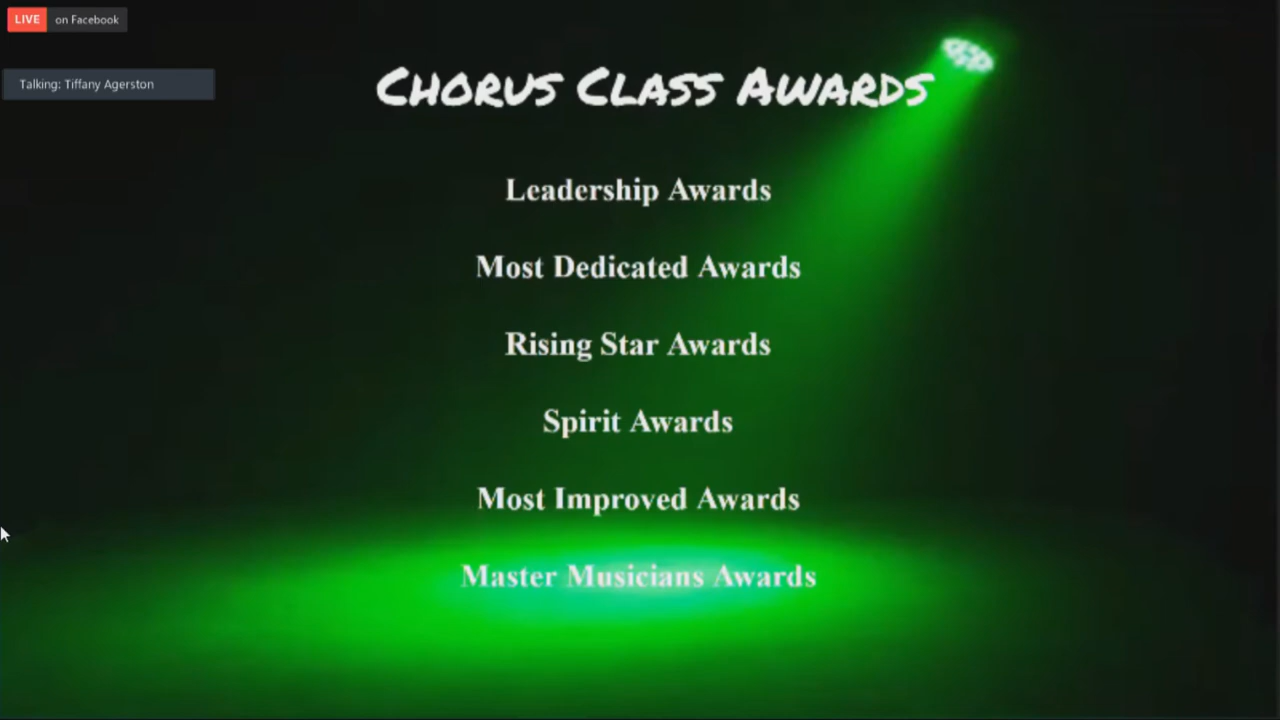 LIVE on Facebook
Talking: Tiffany Agerston
Chorus Class Awards
Leadership Awards
Most Dedicated Awards
Rising Star Awards
Spirit Awards
Most Improved Awards
Master Musicians Awards